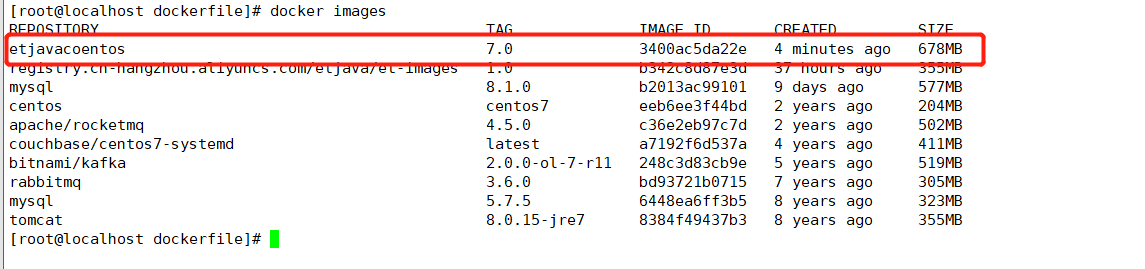 [root@localhost dockerfile]# docker images
REPOSITORY TAG IMAGE ID CREATED SIZE
etjavacoentos 7.0 3400ac5da22e 4 minutes ago 678MB
registry.cn-hangzhou.aliyuncs.com/etjava/et-images 1.0 b342c8d87e3d 37 hours ago 355MB
mysql 8.1.0 b2013ac99101 9 days ago 577MB
centos centos7 eeb6ee3f44bd 2 years ago 204MB
apache/rocketmq 4.5.0 c36e2eb97c7d 2 years ago 502MB
couchbase/centos7-systemd latest a7192f6d537a 4 years ago 411MB
bitnami/kafka 2.0.0-ol-7-r11 248c3d83cb9e 5 years ago 519MB
rabbitmq 3.6.0 bd93721b0715 7 years ago 305MB
mysql 5.7.5 6448ea6ff3b5 8 years ago 323MB
tomcat 8.0.15-jre7 8384f49437b3 8 years ago 355MB
[root@localhost dockerfile]#